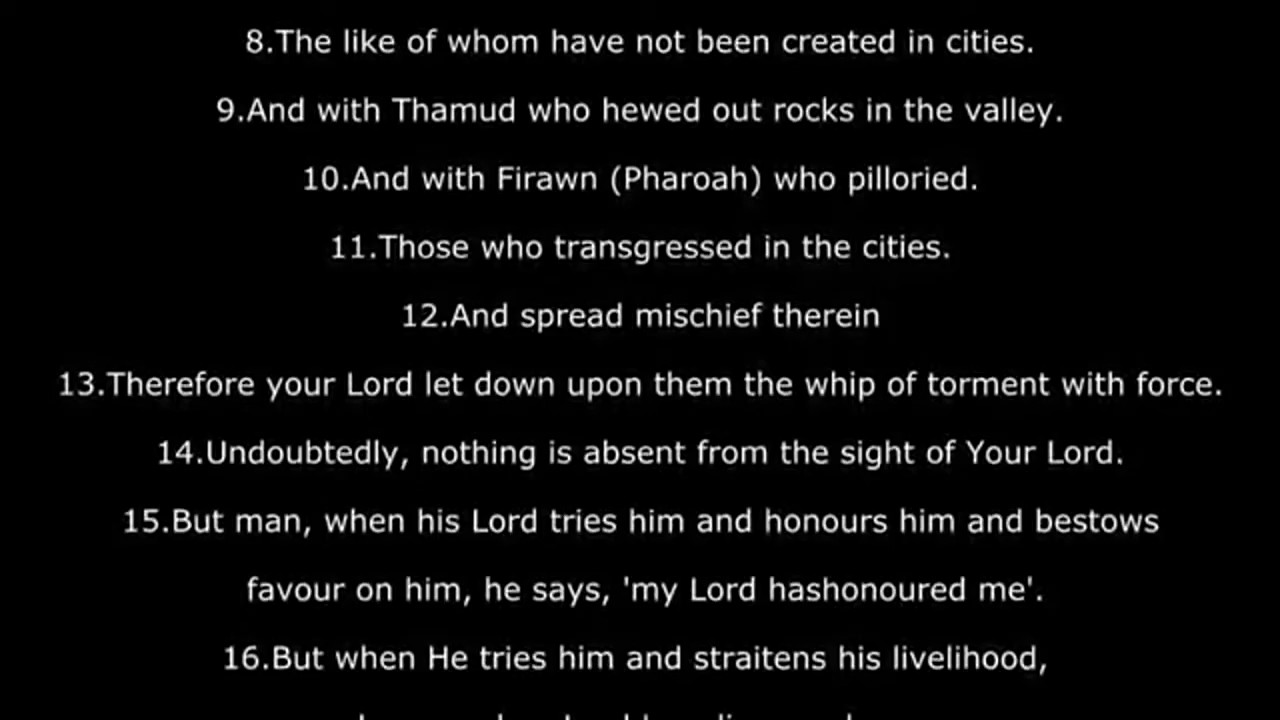 8.The like of whom have not been created in cities.
9.And with Thamud who hewed out rocks in the valley.
10.And with Firawn (Pharoah) who pilloried.
11.Those who transgressed in the cities.
12.And spread mischief therein
13.Therefore your Lord let down upon them the whip of torment with force.
14.Undoubtedly, nothing is absent from the sight of Your Lord.
15.But man, when his Lord tries him and honours him and bestows
favour on him, he says, 'my Lord hashonoured me'.
16.But when He tries him and straitens his livelihood,